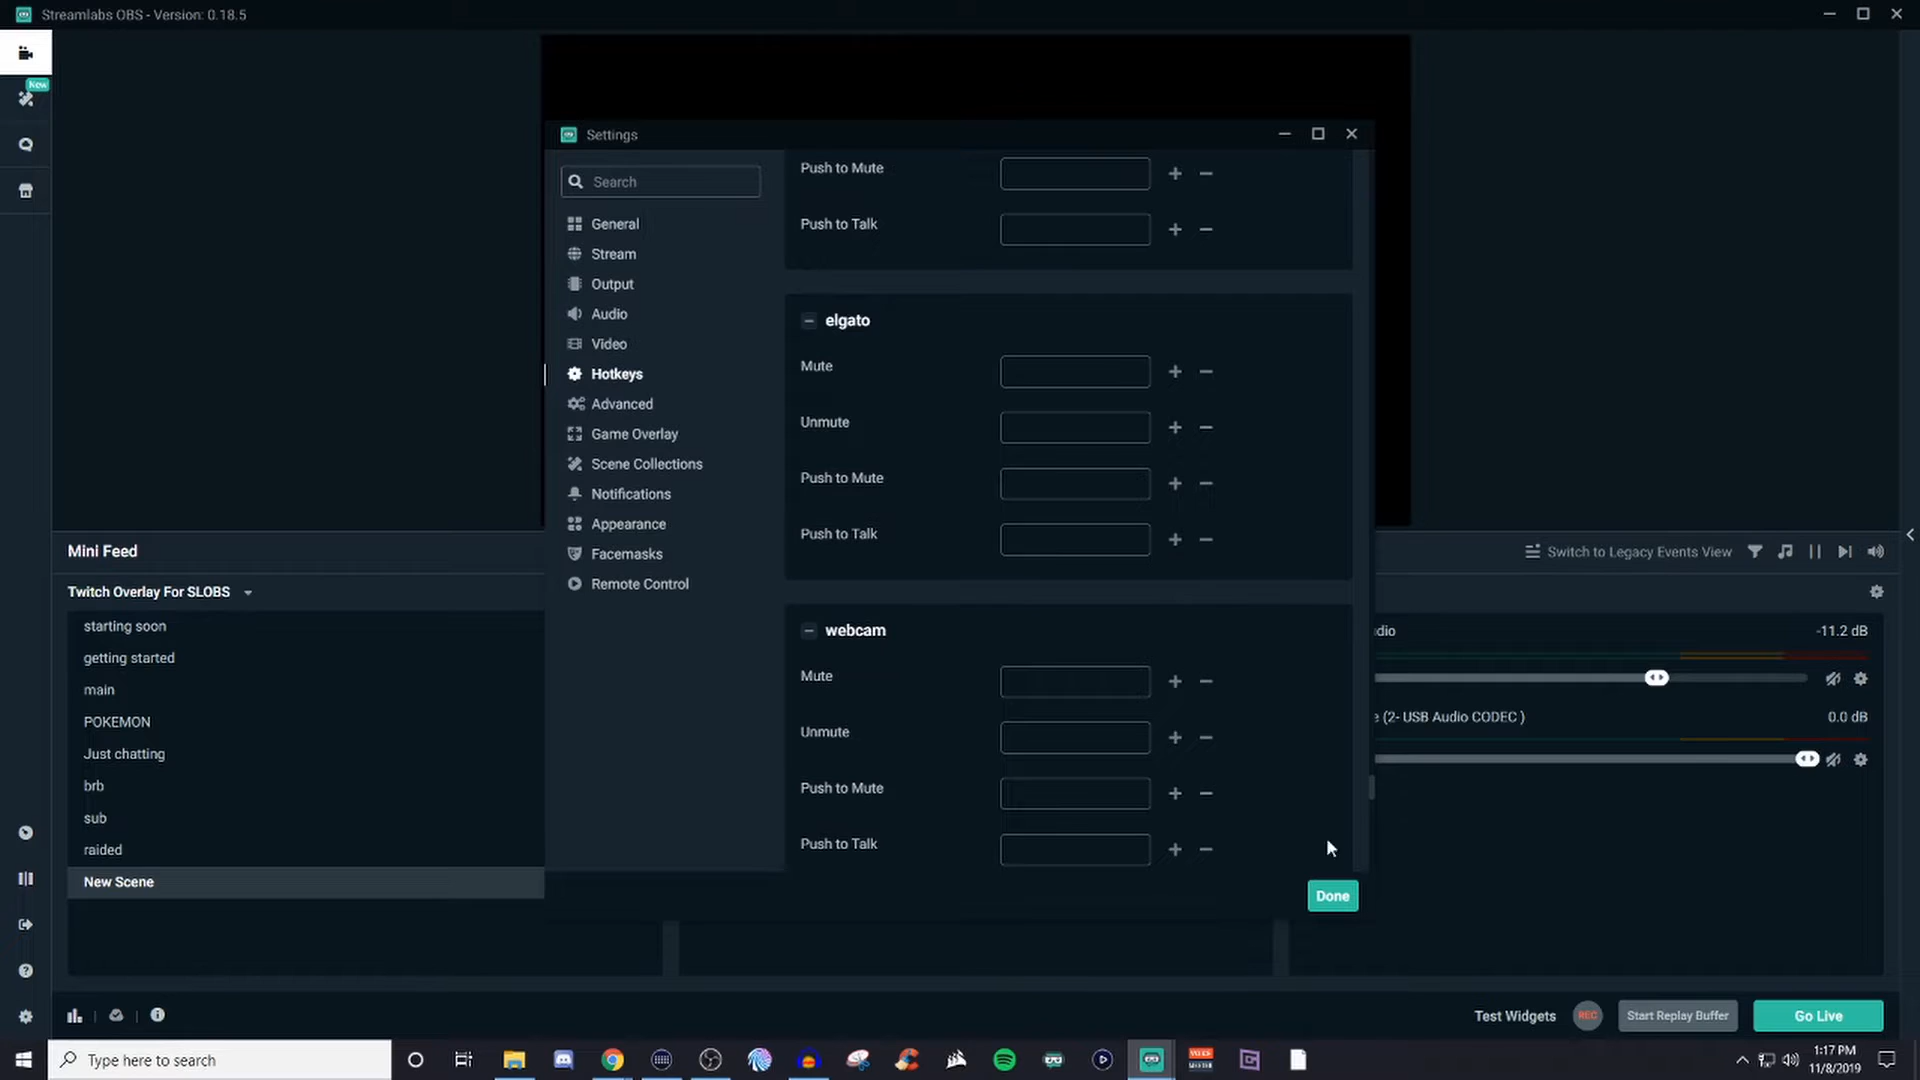 Streamlabs OBS - Version: 0.18.5
New
Settings
Search
General
Stream
Output
Audio
Video
Hotkeys
Advanced
Game Overlay
Scene Collections
Notifications
Appearance
Facemasks
Remote Control
Push to Mute
Push to Talk
elgato
Mute
Unmute
Push to Mute
Push to Talk
webcam
Mute
Unmute
Push to Mute
Push to Talk
Done
Mini Feed
Switch to Legacy Events View
Twitch Overlay For SLOBS
starting soon
getting started
main
POKEMON
Just chatting
brb
sub
raided
New Scene
dio -11.2 dB
e (2- USB Audio CODEC ) 0.0 dB
Test Widgets
REC
Start Replay Buffer
Go Live
Type here to search
1:17 PM
11/8/2019